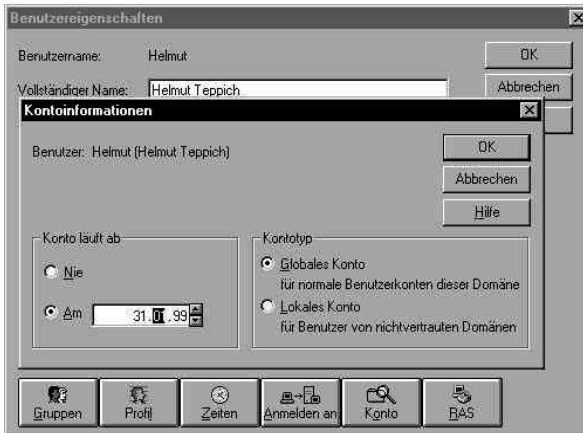 Benutzereigenschaften
Benutzername: Helmut
OK
Vollständiger Name: Helmut Teppich
Abbrechen
Kontoinformationen
Benutzer: Helmut (Helmut Teppich)
OK
Abbrechen
Hilfe
Konto läuft ab
Nie
Am 31.01.99
Kontotyp
Globales Konto
für normale Benutzerkonten dieser Domäne
Lokales Konto
für Benutzer von nichtvertrauten Domänen
Gruppen
Profil
Zeiten
Anmelden an
Konto
RAS